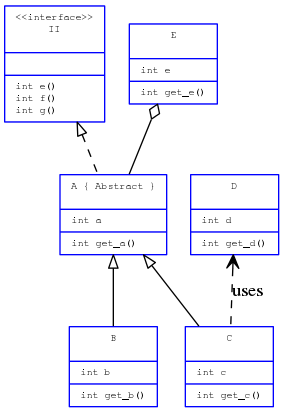 <<interface>>
II
int e()
int f()
int g()
E
int e
int get_e()
A { Abstract }
int a
int get_a()
D
int d
int get_d()
uses
B
int b
int get_b()
C
int c
int get_c()